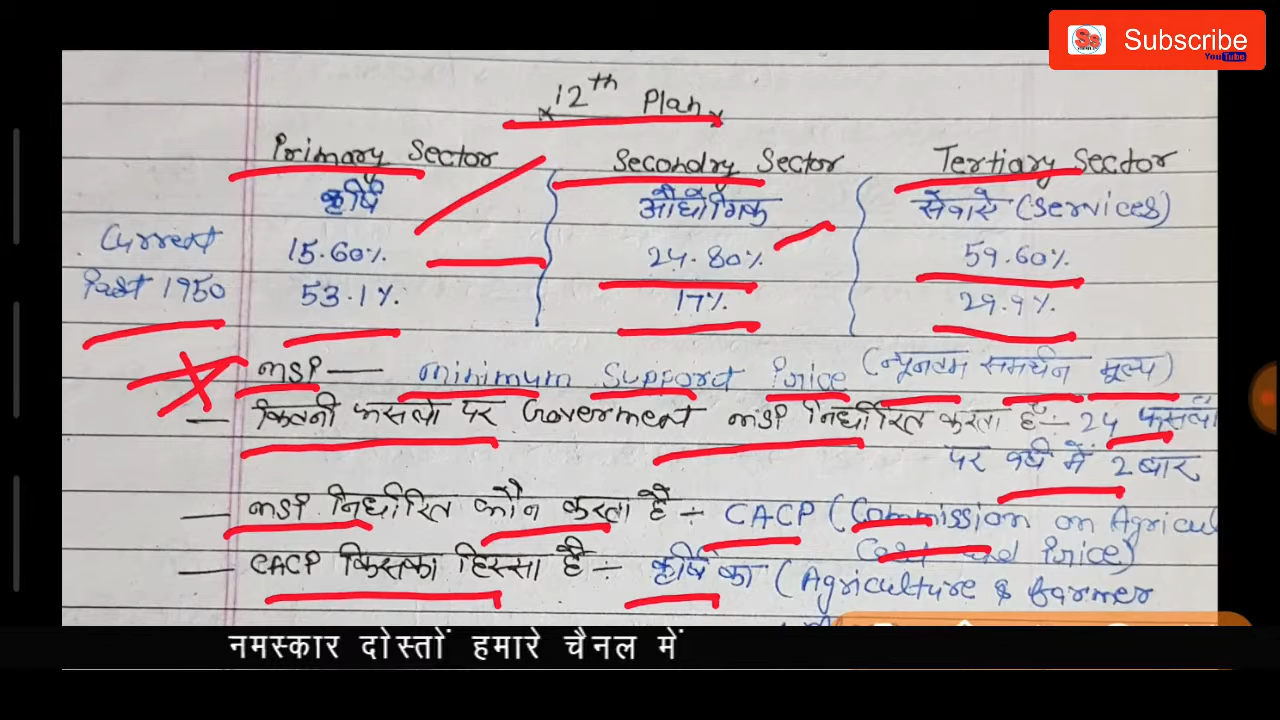 Subscribe
YouTube
12th Plan
Primary Sector Secondry Sector Tertiary Sector
कृषि औधोगिक सेवाऐ (Services)
Current 15.60% 24.80% 59.60%
Past 1950 53.1% 17% 29.9%
MSP — Minimum Support Price (न्यूनतम समर्थन मूल्य)
— कितनी फसलो पर Goverment MSP निर्धारित करता है ÷ 24 फसलो
पर वर्ष में 2 बार
— MSP निर्धारित कौन करता है ÷ CACP (Commission on Agricul
Cost and Price)
— CACP किसका हिस्सा है ÷ कृषि का (Agriculture & farmer
नमस्कार दोस्तों हमारे चैनल में